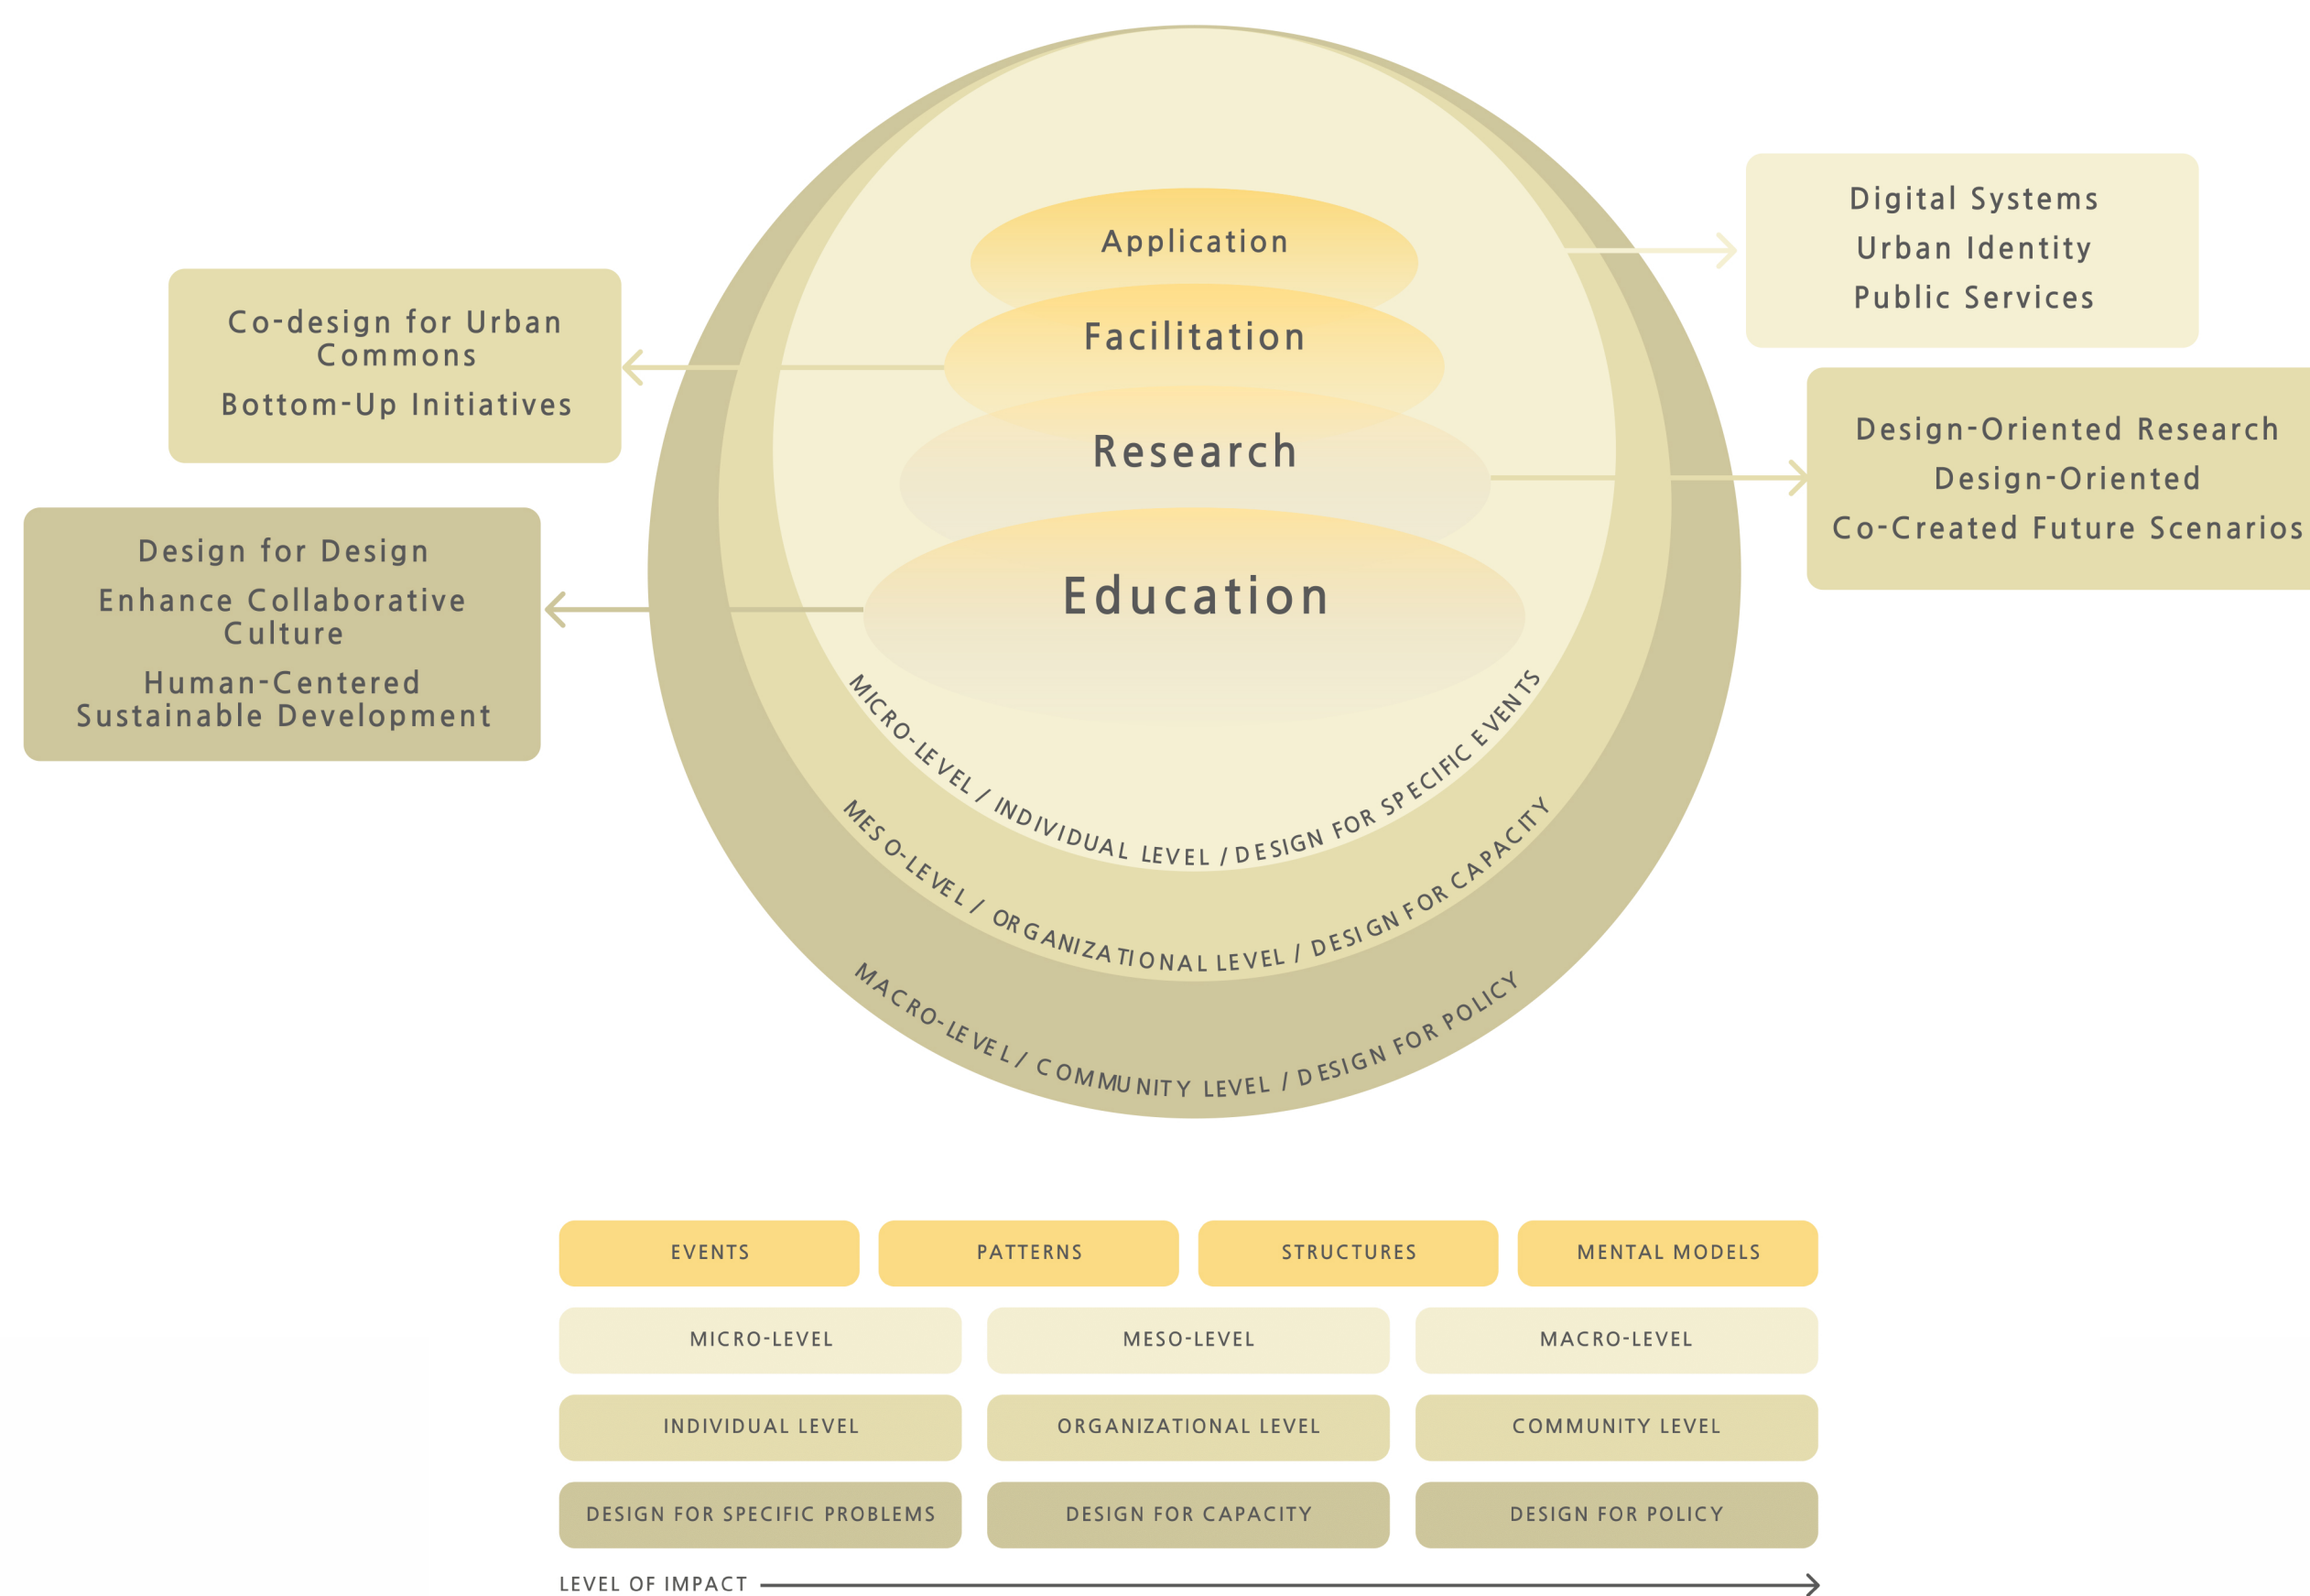 Application
Facilitation
Research
Education
Digital Systems
Urban Identity
Public Services
Co-design for Urban
Commons
Bottom-Up Initiatives
Design-Oriented Research
Design-Oriented
Co-Created Future Scenarios
Design for Design
Enhance Collaborative
Culture
Human-Centered
Sustainable Development
MICRO-LEVEL / INDIVIDUAL LEVEL / DESIGN FOR SPECIFIC EVENTS
MESO-LEVEL / ORGANIZATIONAL LEVEL / DESIGN FOR CAPACITY
MACRO-LEVEL / COMMUNITY LEVEL / DESIGN FOR POLICY
EVENTS PATTERNS STRUCTURES MENTAL MODELS
MICRO-LEVEL MESO-LEVEL MACRO-LEVEL
INDIVIDUAL LEVEL ORGANIZATIONAL LEVEL COMMUNITY LEVEL
DESIGN FOR SPECIFIC PROBLEMS DESIGN FOR CAPACITY DESIGN FOR POLICY
LEVEL OF IMPACT